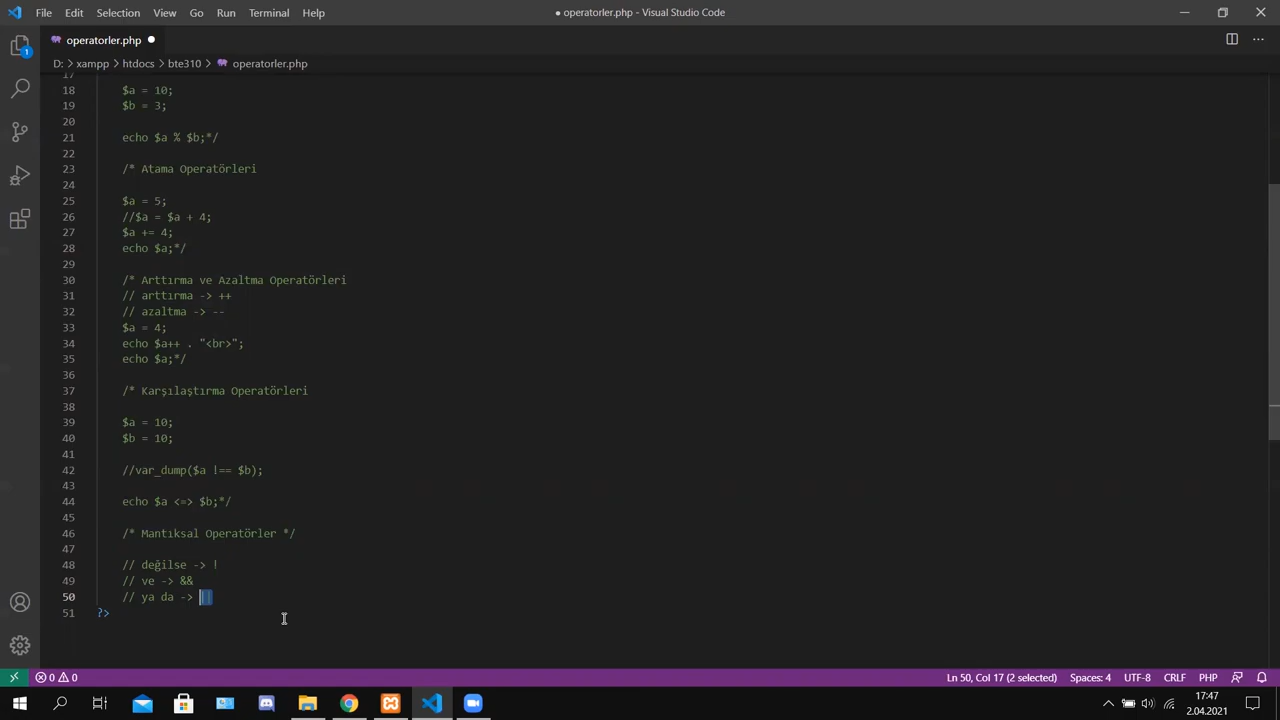 File Edit Selection View Go Run Terminal Help
● operatorler.php - Visual Studio Code
operatorler.php ●
D: > xampp > htdocs > bte310 > operatorler.php
1
17
18 $a = 10;
19 $b = 3;
20
21 echo $a % $b;*/
22
23 /* Atama Operatörleri
24
25 $a = 5;
26 //$a = $a + 4;
27 $a += 4;
28 echo $a;*/
29
30 /* Arttırma ve Azaltma Operatörleri
31 // arttırma -> ++
32 // azaltma -> --
33 $a = 4;
34 echo $a++ . "<br>";
35 echo $a;*/
36
37 /* Karşılaştırma Operatörleri
38
39 $a = 10;
40 $b = 10;
41
42 //var_dump($a !== $b);
43
44 echo $a <=> $b;*/
45
46 /* Mantıksal Operatörler */
47
48 // değilse -> !
49 // ve -> &&
50 // ya da -> ||
51 ?>
0 0 Ln 50, Col 17 (2 selected) Spaces: 4 UTF-8 CRLF PHP
17:47
2.04.2021